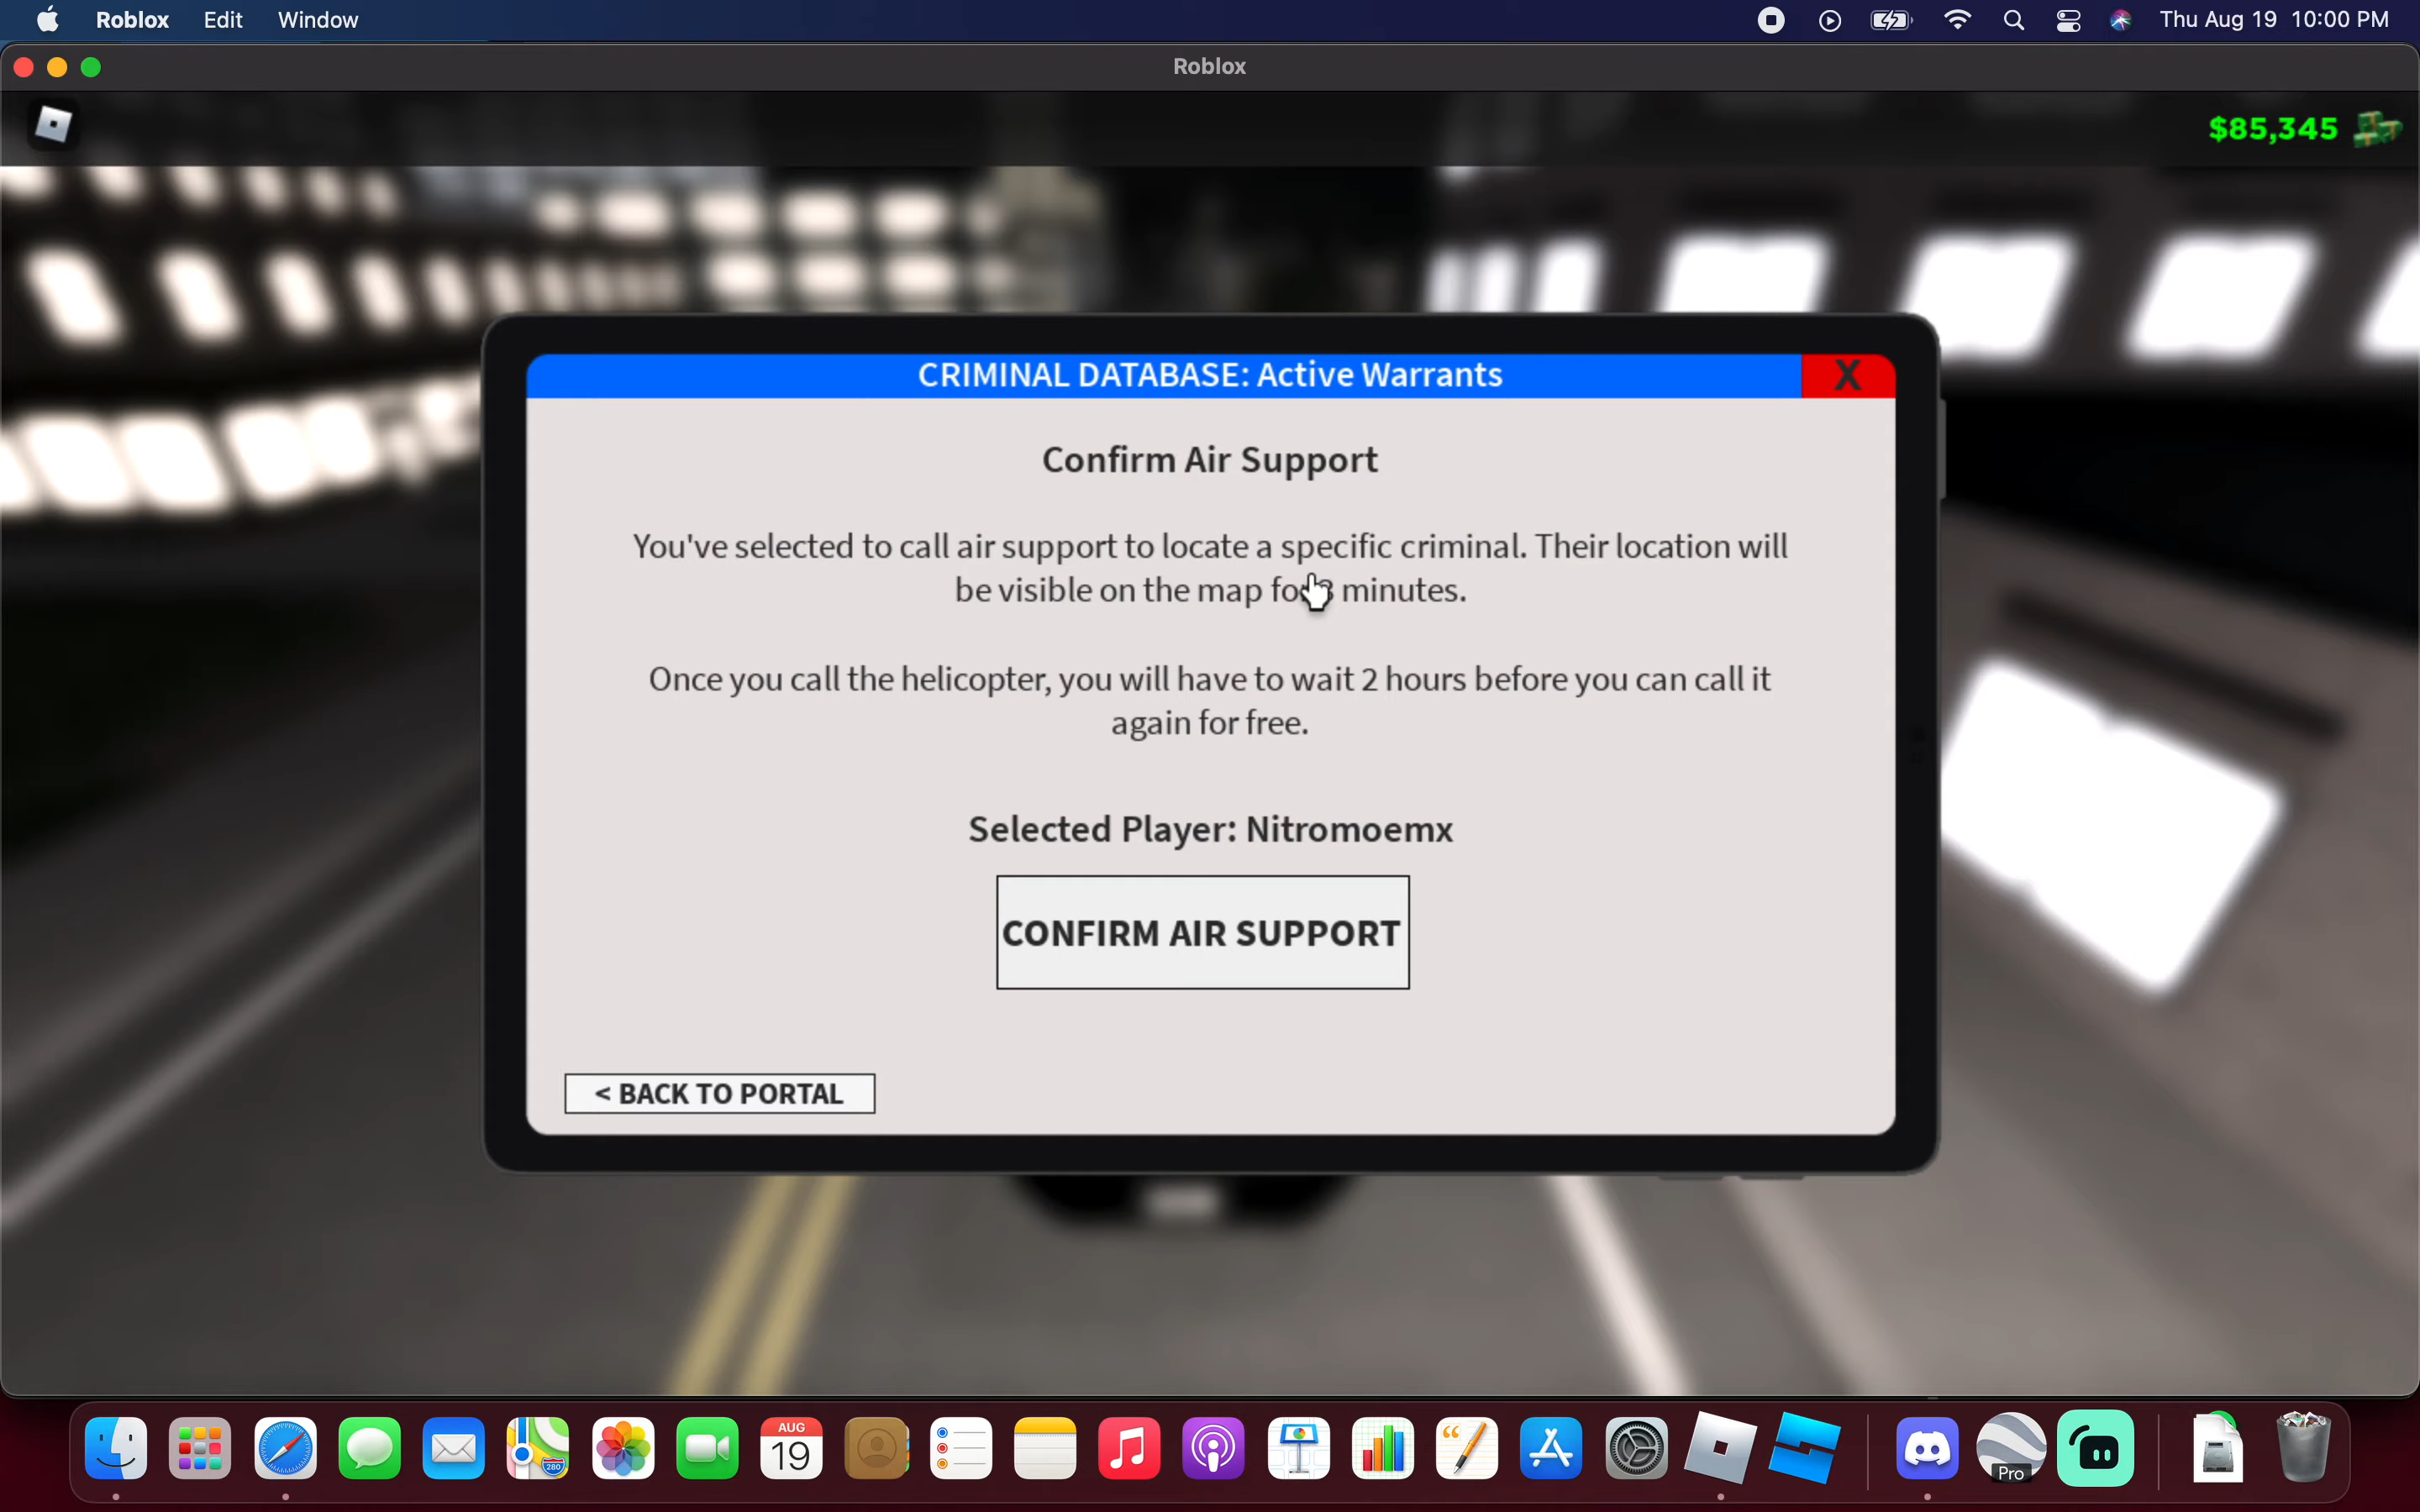 Roblox Edit Window Thu Aug 19 10:00 PM
Roblox
$85,345
CRIMINAL DATABASE: Active Warrants X
Confirm Air Support
You've selected to call air support to locate a specific criminal. Their location will
be visible on the map minutes.
Once you call the helicopter, you will have to wait 2 hours before you can call it
again for free.
Selected Player: Nitromoemx
CONFIRM AIR SUPPORT
< BACK TO PORTAL
280
AUG
19
Pro